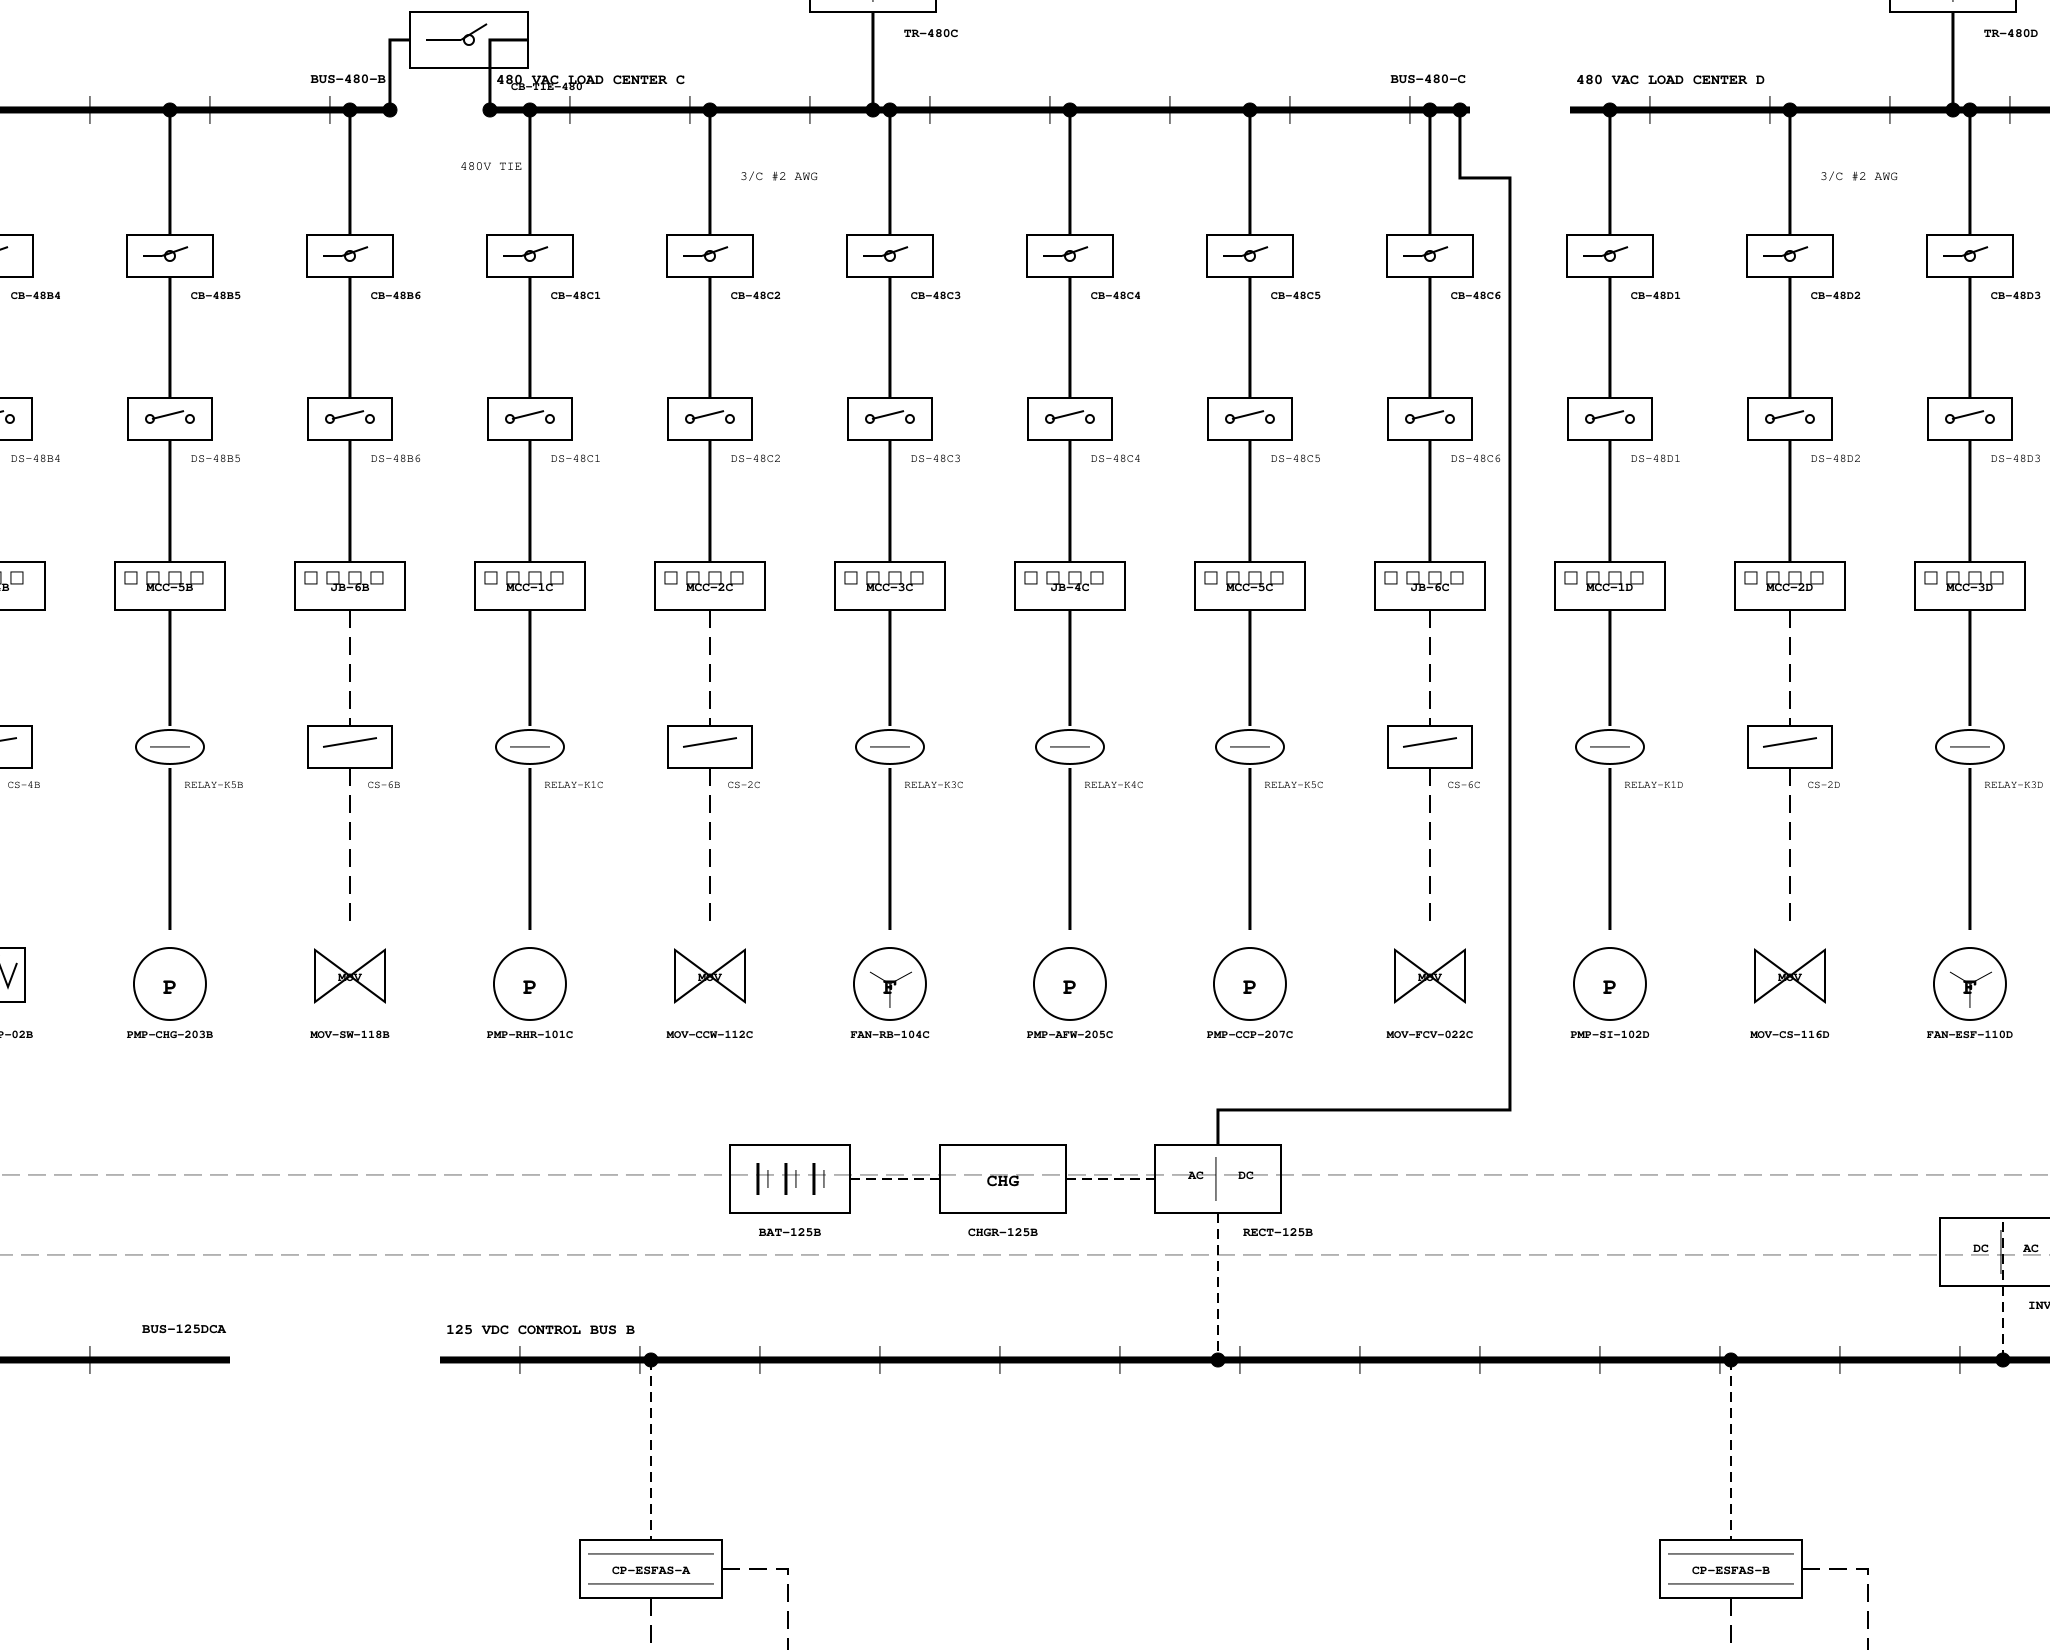 TR-480C
TR-480D
BUS-480-B
480 VAC LOAD CENTER C
CB-TIE-480
BUS-480-C
480 VAC LOAD CENTER D
480V TIE
3/C #2 AWG
3/C #2 AWG
CB-48B4
CB-48B5
CB-48B6
CB-48C1
CB-48C2
CB-48C3
CB-48C4
CB-48C5
CB-48C6
CB-48D1
CB-48D2
CB-48D3
DS-48B4
DS-48B5
DS-48B6
DS-48C1
DS-48C2
DS-48C3
DS-48C4
DS-48C5
DS-48C6
DS-48D1
DS-48D2
DS-48D3
B
MCC-5B
JB-6B
MCC-1C
MCC-2C
MCC-3C
JB-4C
MCC-5C
JB-6C
MCC-1D
MCC-2D
MCC-3D
CS-4B
RELAY-K5B
CS-6B
RELAY-K1C
CS-2C
RELAY-K3C
RELAY-K4C
RELAY-K5C
CS-6C
RELAY-K1D
CS-2D
RELAY-K3D
P
MOV
P
MOV
F
P
P
MOV
P
MOV
F
P-02B
PMP-CHG-203B
MOV-SW-118B
PMP-RHR-101C
MOV-CCW-112C
FAN-RB-104C
PMP-AFW-205C
PMP-CCP-207C
MOV-FCV-022C
PMP-SI-102D
MOV-CS-116D
FAN-ESF-110D
CHG
AC
DC
BAT-125B
CHGR-125B
RECT-125B
DC
AC
INV
BUS-125DCA
125 VDC CONTROL BUS B
CP-ESFAS-A
CP-ESFAS-B